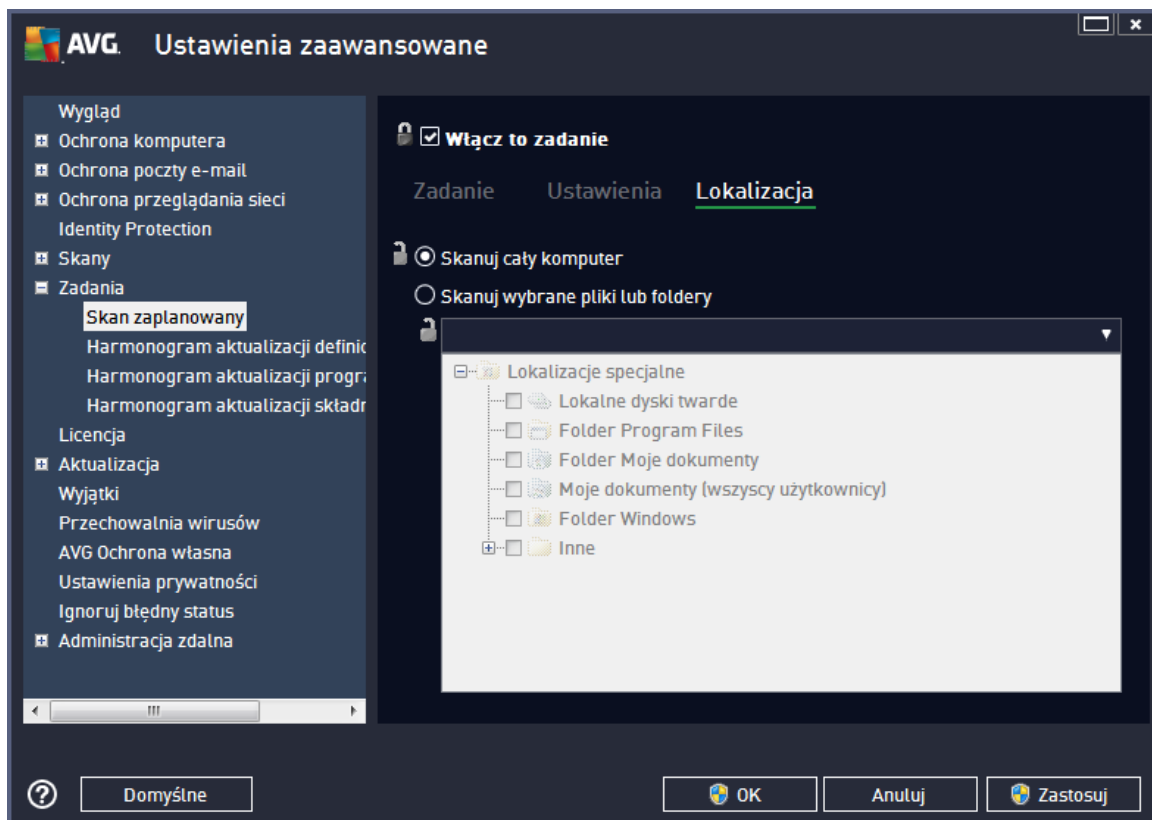 AVG. Ustawienia zaawansowane
Wygląd
Ochrona komputera
Ochrona poczty e-mail
Ochrona przeglądania sieci
Identity Protection
Skany
Zadania
Skan zaplanowany
Harmonogram aktualizacji definic
Harmonogram aktualizacji progra
Harmonogram aktualizacji składn
Licencja
Aktualizacja
Wyjątki
Przechowalnia wirusów
AVG Ochrona własna
Ustawienia prywatności
Ignoruj błędny status
Administracja zdalna
Włącz to zadanie
Zadanie Ustawienia Lokalizacja
Skanuj cały komputer
Skanuj wybrane pliki lub foldery
Lokalizacje specjalne
Lokalne dyski twarde
Folder Program Files
Folder Moje dokumenty
Moje dokumenty (wszyscy użytkownicy)
Folder Windows
Inne
Domyślne OK Anuluj Zastosuj